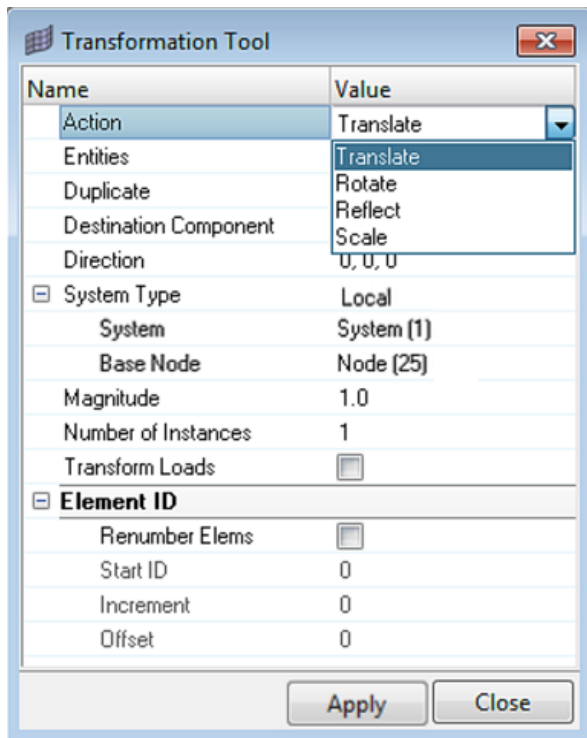 Transformation Tool
Name Value
Action Translate
Entities Translate
Rotate
Duplicate Reflect
Destination Component Scale
Direction 0, 0, 0
System Type Local
System System (1)
Base Node Node (25)
Magnitude 1.0
Number of Instances 1
Transform Loads
Element ID
Renumber Elems
Start ID 0
Increment 0
Offset 0
Apply Close